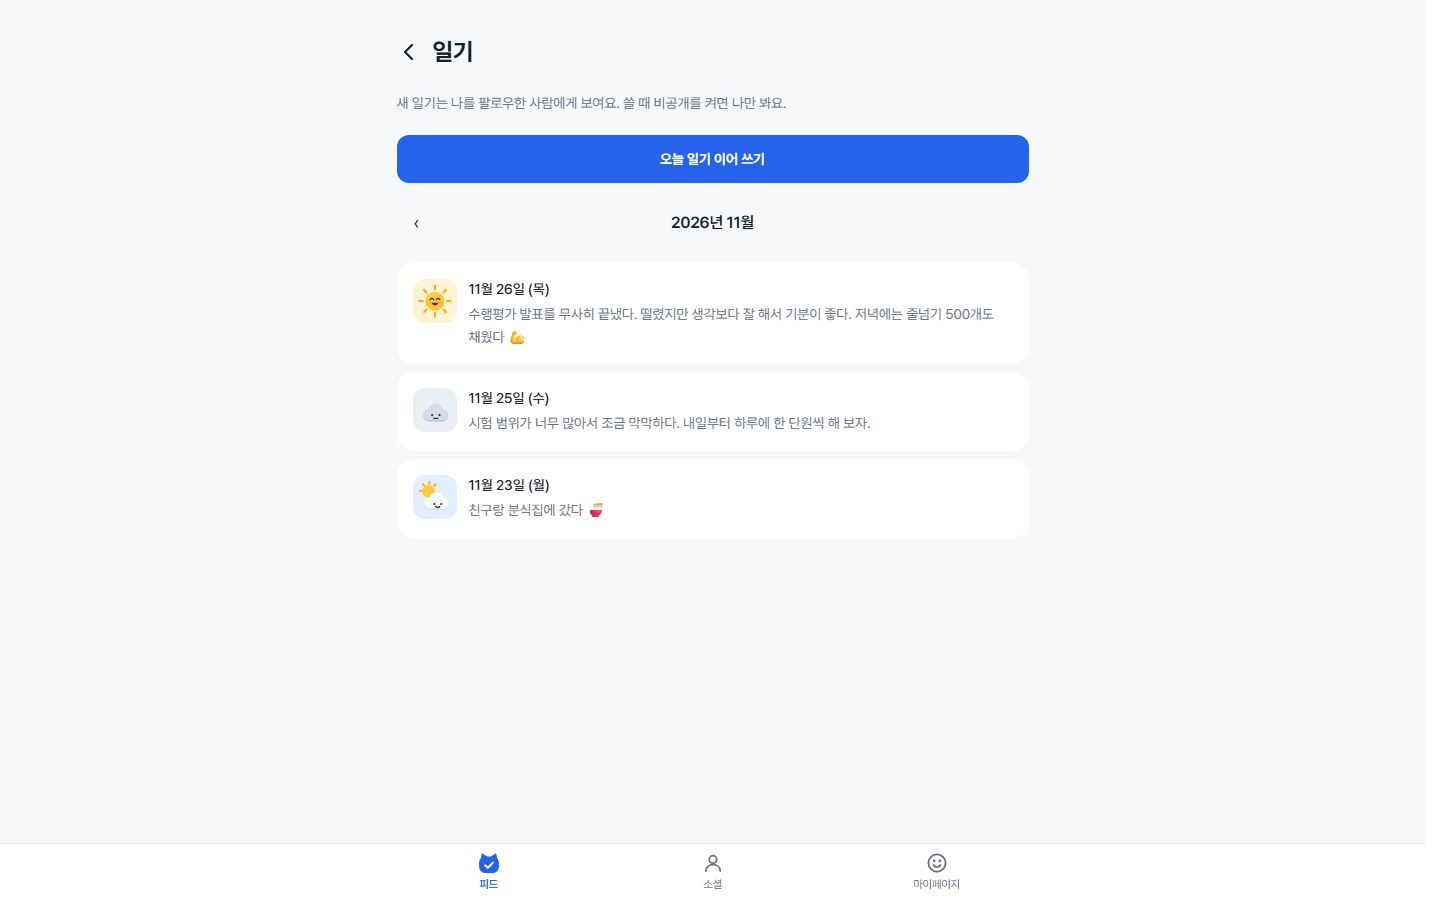 일기
새 일기는 나를 팔로우한 사람에게 보여요. 쓸 때 비공개를 켜면 나만 봐요.
오늘 일기 이어 쓰기
‹ 2026년 11월
11월 26일 (목)
수행평가 발표를 무사히 끝냈다. 떨렸지만 생각보다 잘 해서 기분이 좋다. 저녁에는 줄넘기 500개도
채웠다 💪
11월 25일 (수)
시험 범위가 너무 많아서 조금 막막하다. 내일부터 하루에 한 단원씩 해 보자.
11월 23일 (월)
친구랑 분식집에 갔다 🍜
피드
소셜
마이페이지